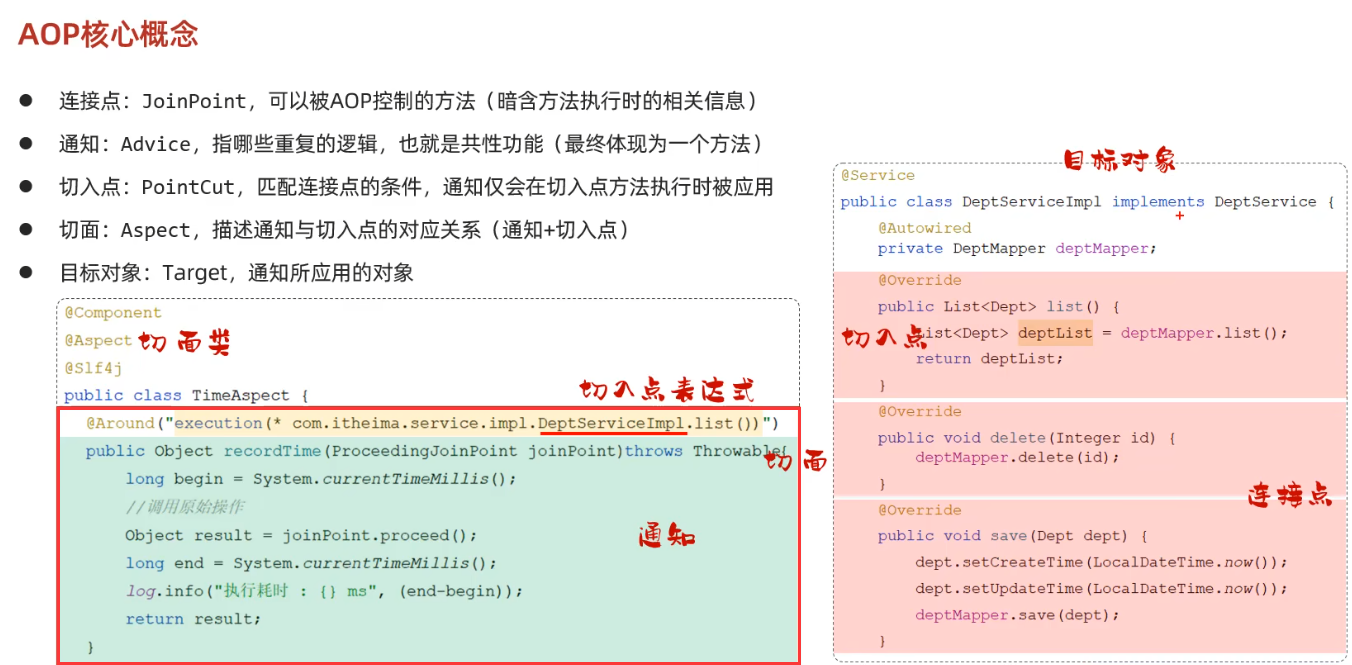 AOP核心概念
● 连接点：JoinPoint，可以被AOP控制的方法（暗含方法执行时的相关信息）
● 通知：Advice，指哪些重复的逻辑，也就是共性功能（最终体现为一个方法）
● 切入点：PointCut，匹配连接点的条件，通知仅会在切入点方法执行时被应用
● 切面：Aspect，描述通知与切入点的对应关系（通知+切入点）
● 目标对象：Target，通知所应用的对象
@Component
@Aspect 切面类
@Slf4j
public class TimeAspect {
切入点表达式
@Around("execution(* com.itheima.service.impl.DeptServiceImpl.list())")
public Object recordTime(ProceedingJoinPoint joinPoint)throws Throwable{
切面
long begin = System.currentTimeMillis();
//调用原始操作
Object result = joinPoint.proceed();
通知
long end = System.currentTimeMillis();
log.info("执行耗时 : {} ms", (end-begin));
return result;
}
目标对象
@Service
public class DeptServiceImpl implements DeptService {
@Autowired
private DeptMapper deptMapper;
@Override
public List<Dept> list() {
切入点
List<Dept> deptList = deptMapper.list();
return deptList;
}
@Override
public void delete(Integer id) {
deptMapper.delete(id);
}
连接点
@Override
public void save(Dept dept) {
dept.setCreateTime(LocalDateTime.now());
dept.setUpdateTime(LocalDateTime.now());
deptMapper.save(dept);
}